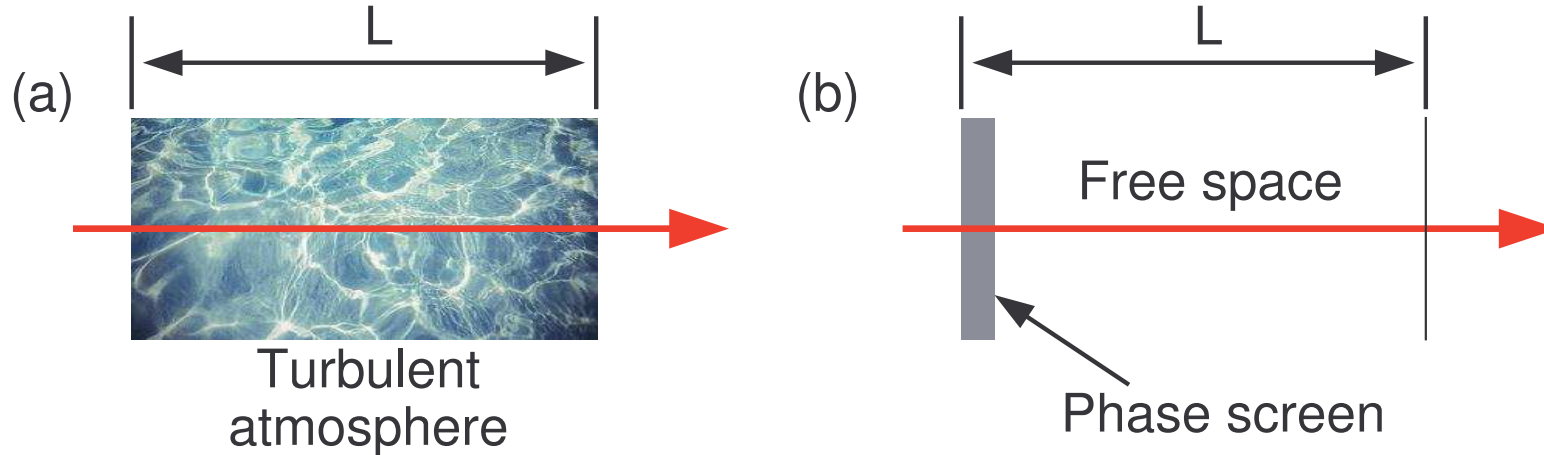 (a)
L
Turbulent
atmosphere
(b)
L
Free space
Phase screen